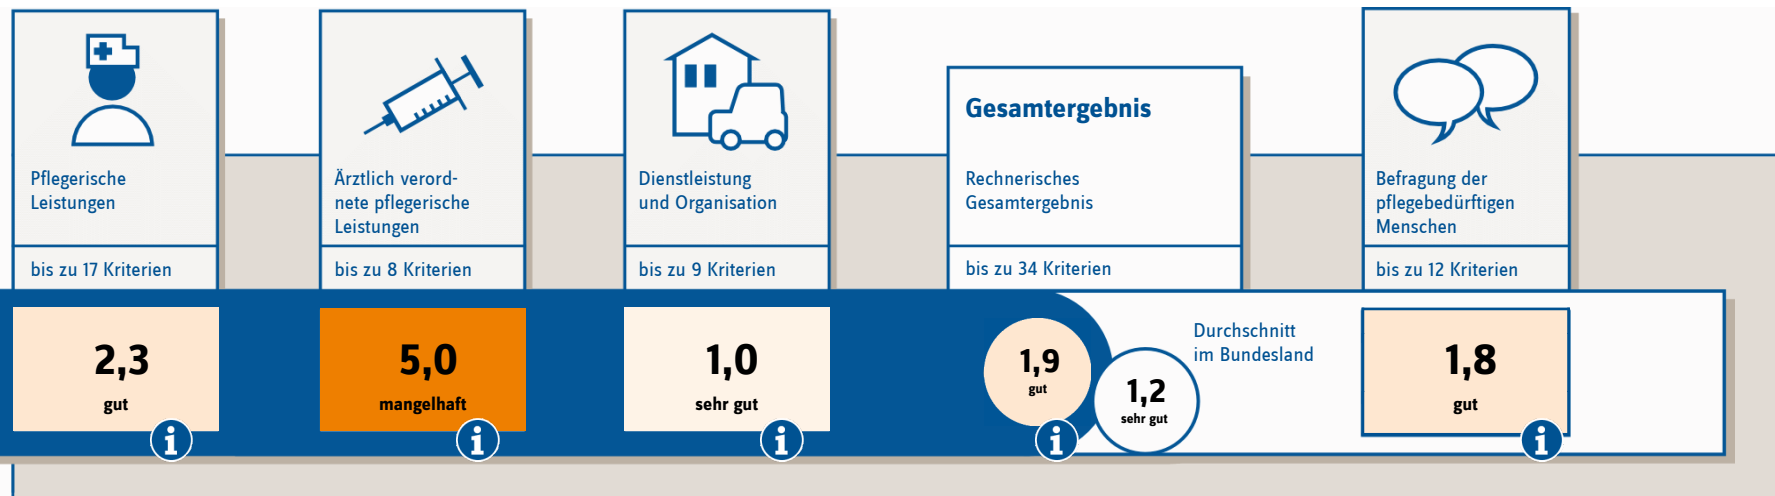 Pflegerische
Leistungen
bis zu 17 Kriterien
2,3
gut
i
Ärztlich verord-
nete pflegerische
Leistungen
bis zu 8 Kriterien
5,0
mangelhaft
i
Dienstleistung
und Organisation
bis zu 9 Kriterien
1,0
sehr gut
i
Gesamtergebnis
Rechnerisches
Gesamtergebnis
bis zu 34 Kriterien
1,9
gut
i
1,2
sehr gut
Durchschnitt
im Bundesland
Befragung der
pflegebedürftigen
Menschen
bis zu 12 Kriterien
1,8
gut
i